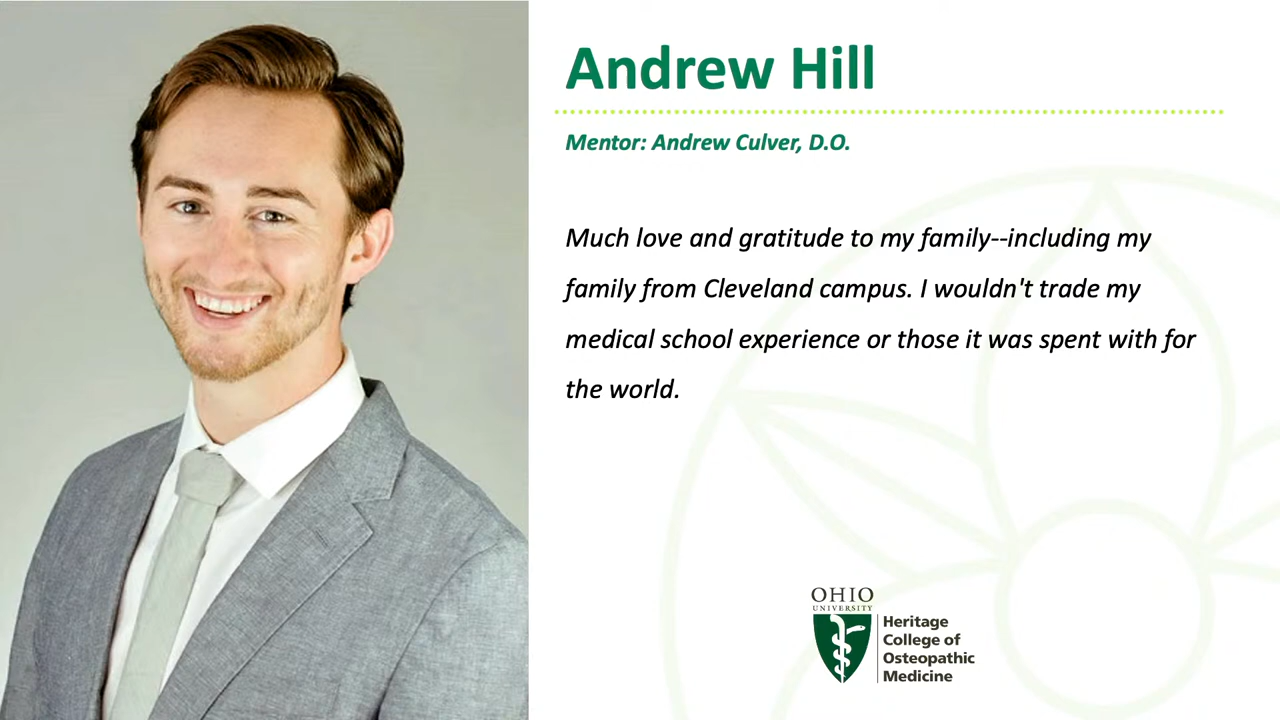 Andrew Hill
Mentor: Andrew Culver, D.O.
Much love and gratitude to my family--including my
family from Cleveland campus. I wouldn't trade my
medical school experience or those it was spent with for
the world.
OHIO
UNIVERSITY
Heritage
College of
Osteopathic
Medicine